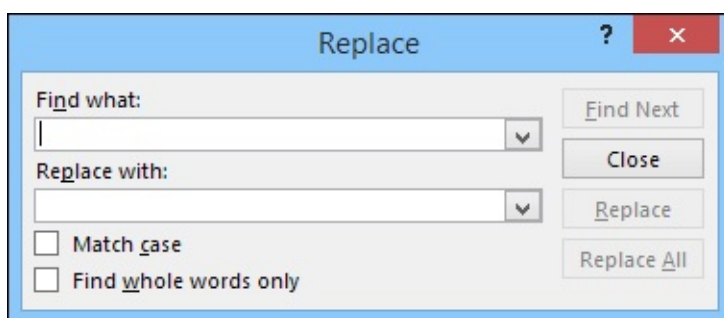 Replace ? ×
Find what:
Find Next
Close
Replace with:
Replace
Match case
Replace All
Find whole words only